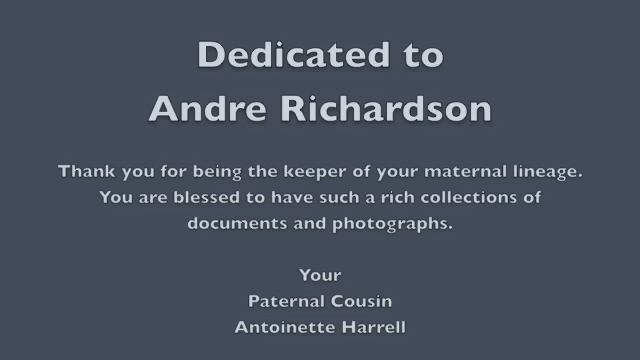 Dedicated to
Andre Richardson
Thank you for being the keeper of your maternal lineage.
You are blessed to have such a rich collections of
documents and photographs.
Your
Paternal Cousin
Antoinette Harrell